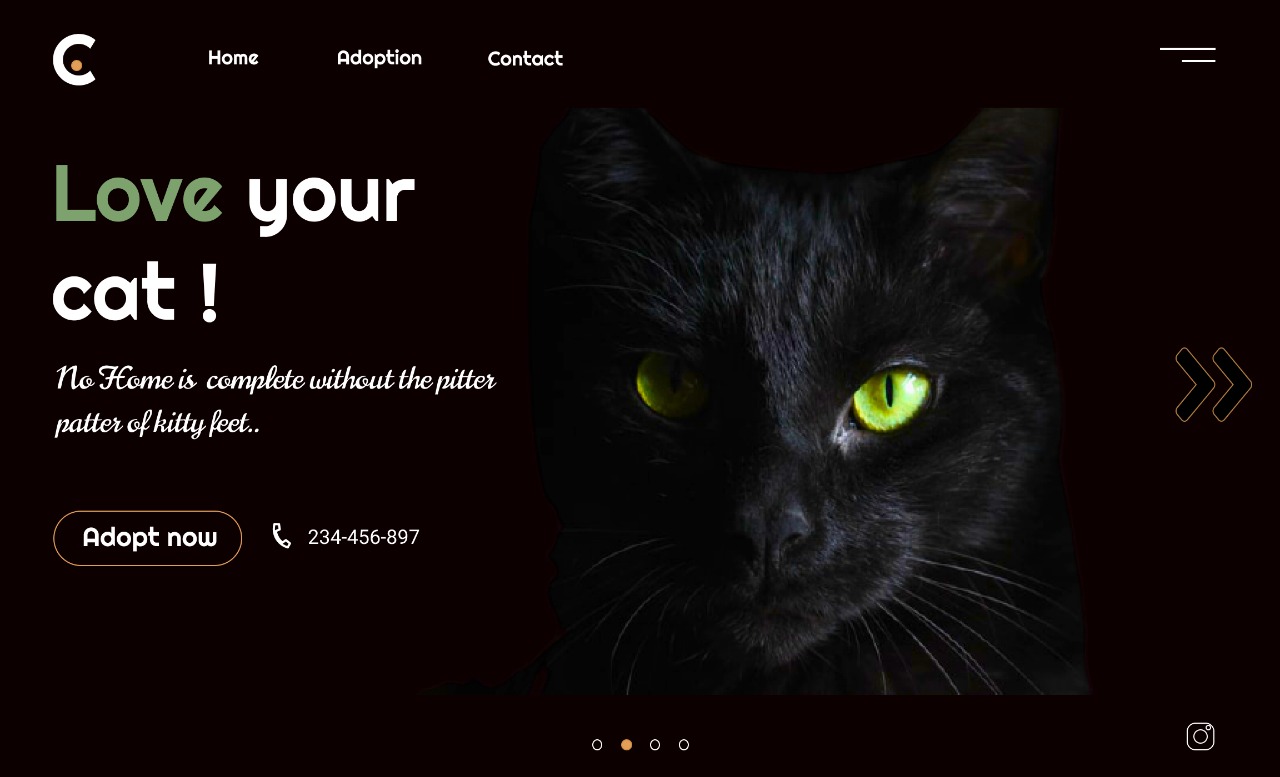 C
Home Adoption Contact
Love your
cat !
No Home is complete without the pitter
patter of kitty feet..
Adopt now 234-456-897